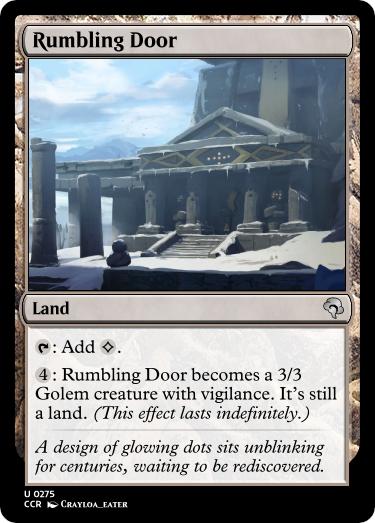 Rumbling Door
Land
: Add .
4: Rumbling Door becomes a 3/3
Golem creature with vigilance. It's still
a land. (This effect lasts indefinitely.)
A design of glowing dots sits unblinking
for centuries, waiting to be rediscovered.
U 0275
CCR Crayloa_eater